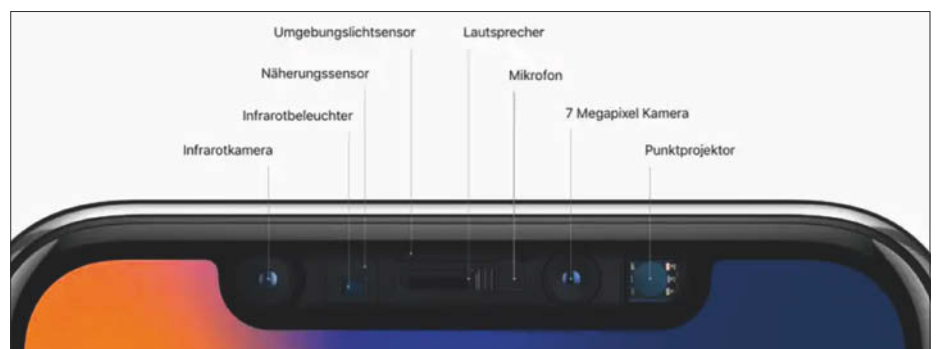 Umgebungslichtsensor
Lautsprecher
Näherungssensor
Mikrofon
Infrarotbeleuchter
7 Megapixel Kamera
Infrarotkamera
Punktprojektor